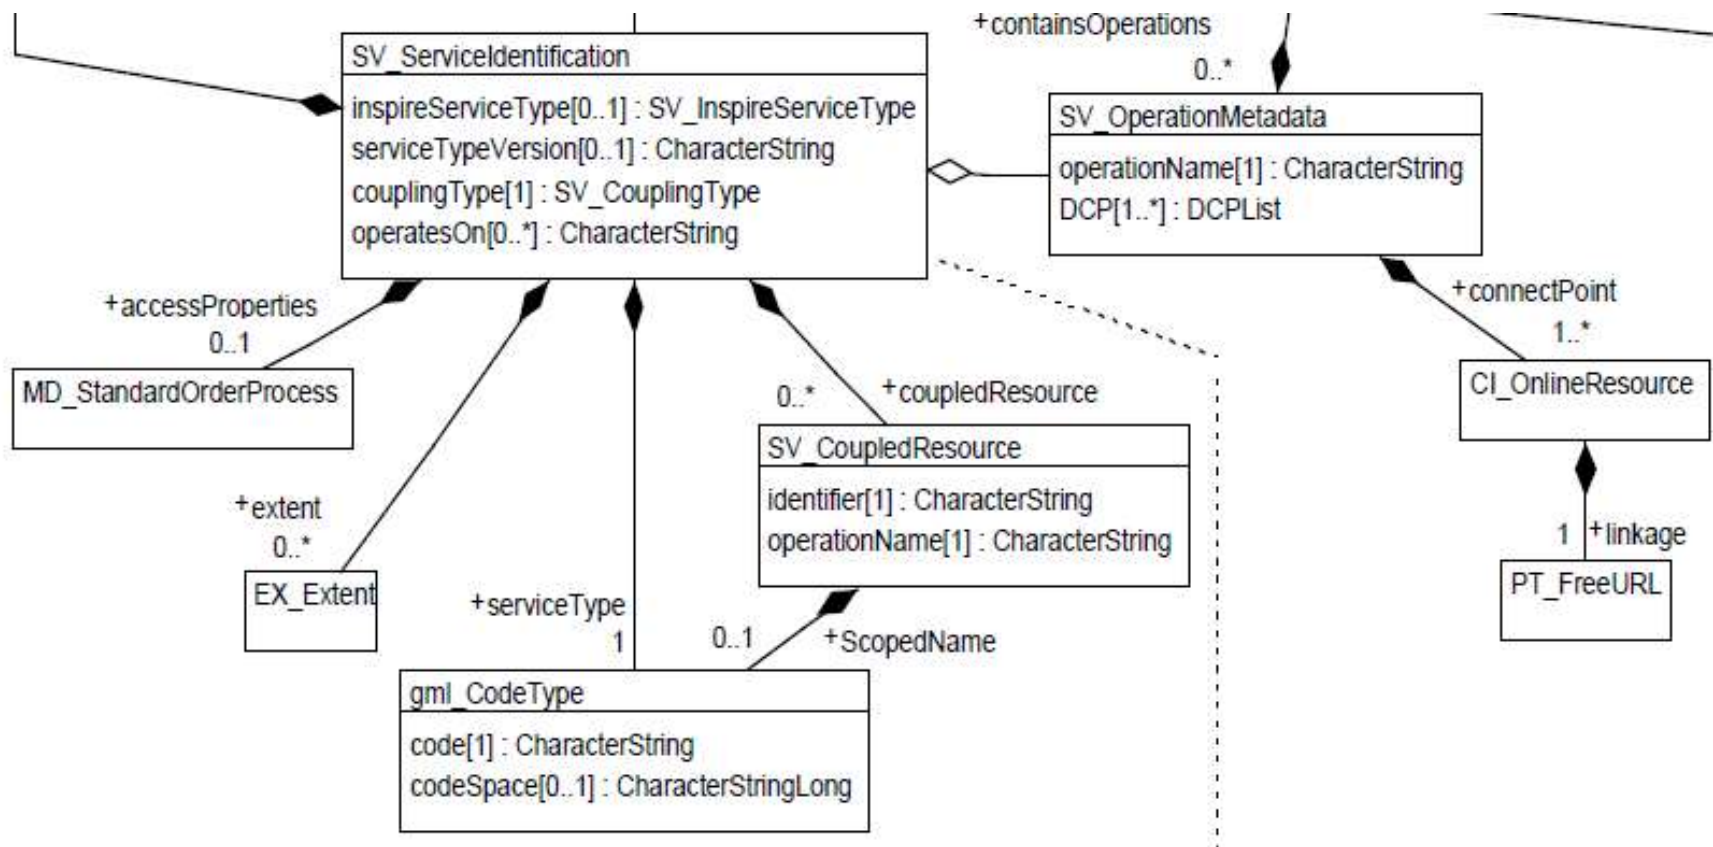 +containsOperations
0..*
SV_ServiceIdentification
inspireServiceType[0..1] : SV_InspireServiceType
serviceTypeVersion[0..1] : CharacterString
couplingType[1] : SV_CouplingType
operatesOn[0..*] : CharacterString
SV_OperationMetadata
operationName[1] : CharacterString
DCP[1..*] : DCPList
+accessProperties
0..1
MD_StandardOrderProcess
+connectPoint
1..*
CI_OnlineResource
0..*
+coupledResource
SV_CoupledResource
identifier[1] : CharacterString
operationName[1] : CharacterString
+extent
0..*
EX_Extent
1
+linkage
PT_FreeURL
+serviceType
1
0..1
+ScopedName
gml_CodeType
code[1] : CharacterString
codeSpace[0..1] : CharacterStringLong